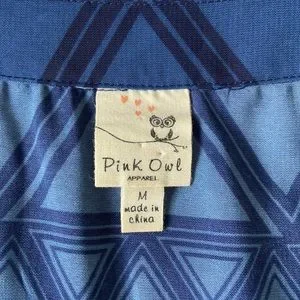 Pink Owl
APPAREL
M
made in
china